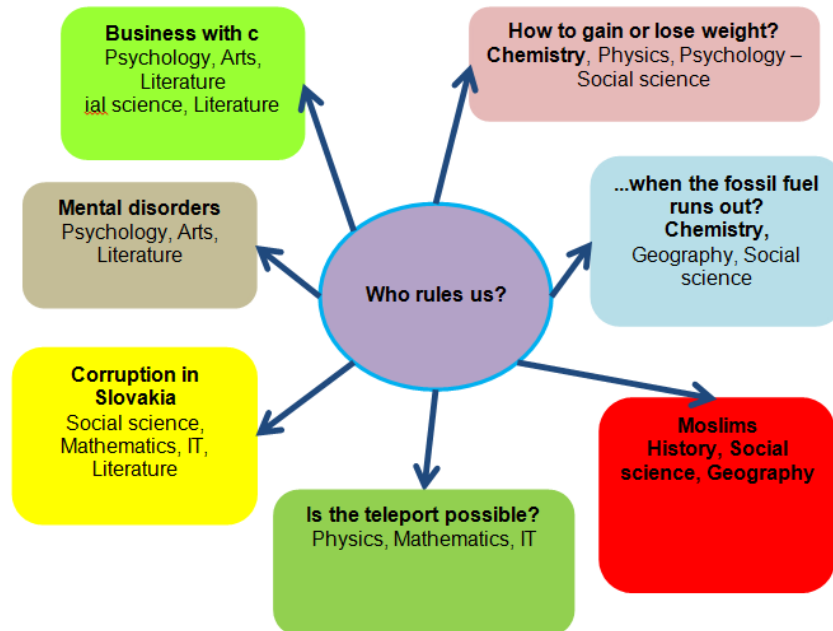 Business with c
Psychology, Arts,
Literature
ial science, Literature
How to gain or lose weight?
Chemistry, Physics, Psychology –
Social science
Mental disorders
Psychology, Arts,
Literature
...when the fossil fuel
runs out?
Chemistry,
Geography, Social
science
Who rules us?
Corruption in
Slovakia
Social science,
Mathematics, IT,
Literature
Moslims
History, Social
science, Geography
Is the teleport possible?
Physics, Mathematics, IT